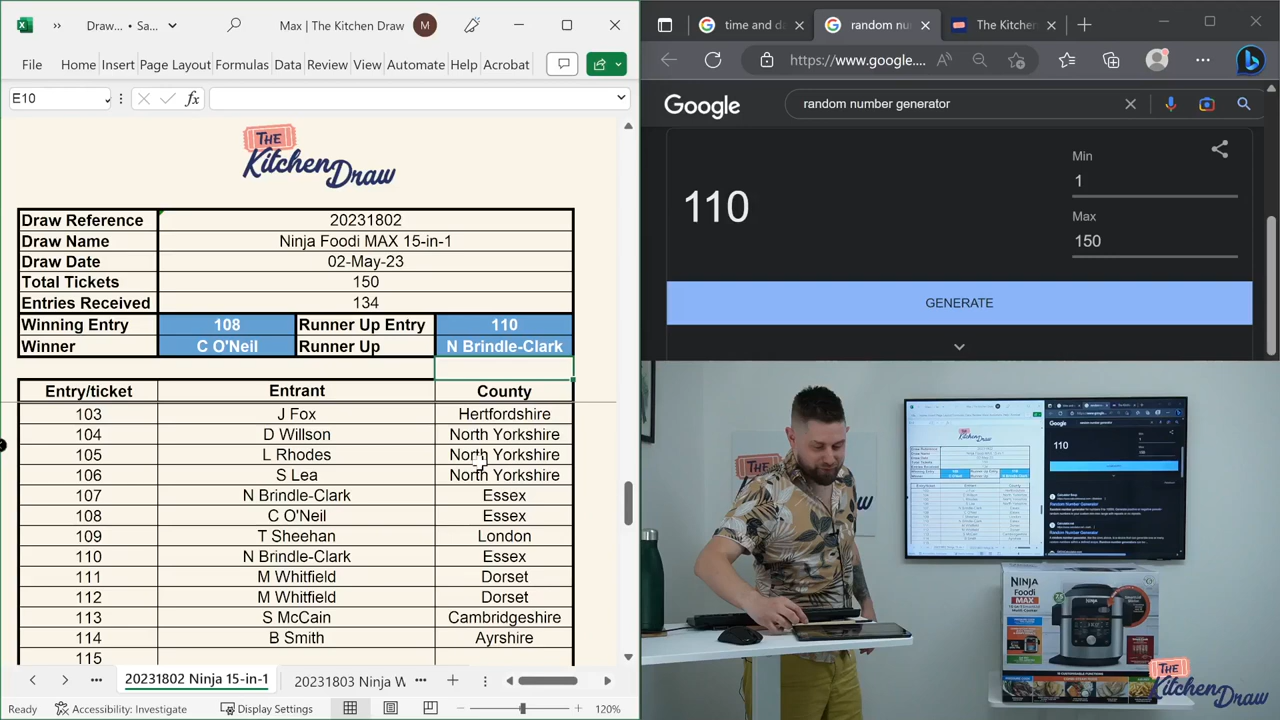 Draw... - Sa...
Max | The Kitchen Draw
M
File Home Insert Page Layout Formulas Data Review View Automate Help Acrobat
E10
fx
THE
Kitchen Draw
Draw Reference 20231802
Draw Name Ninja Foodi MAX 15-in-1
Draw Date 02-May-23
Total Tickets 150
Entries Received 134
Winning Entry 108 Runner Up Entry 110
Winner C O'Neil Runner Up N Brindle-Clark
Entry/ticket Entrant County
103 J Fox Hertfordshire
104 D Willson North Yorkshire
105 L Rhodes North Yorkshire
106 S Lea North Yorkshire
107 N Brindle-Clark Essex
108 C O'Neil Essex
109 T Sheehan London
110 N Brindle-Clark Essex
111 M Whitfield Dorset
112 M Whitfield Dorset
113 S McCain Cambridgeshire
114 B Smith Ayrshire
115
20231802 Ninja 15-in-1 20231803 Ninja W ...
Ready Accessibility: Investigate Display Settings 120%
time and da
random nu
The Kitchen
https://www.google....
Google random number generator
Min
1
110
Max
150
GENERATE
NINJA
Foodi
MAX
THE
Kitchen Draw